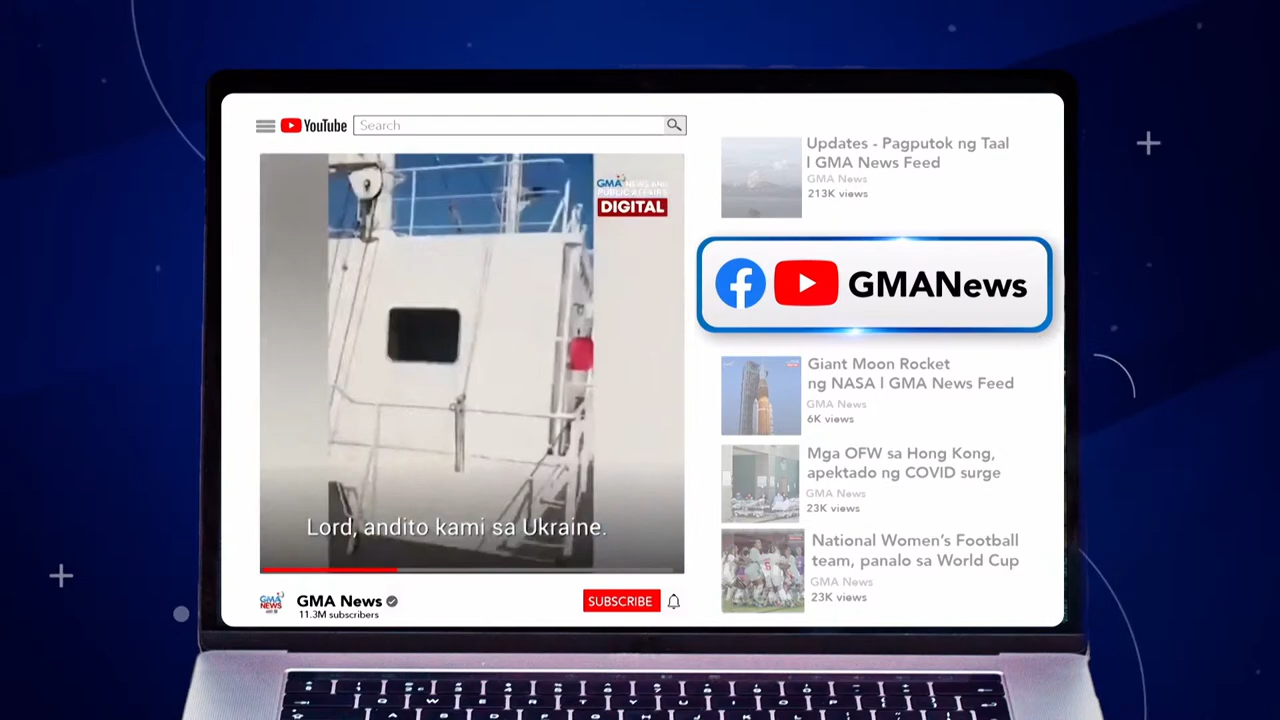 YouTube
Search
GMA NEWS AND
PUBLIC AFFAIRS
DIGITAL
Lord, andito kami sa Ukraine.
GMA
NEWS
GMA News
11.3M subscribers
SUBSCRIBE
Updates - Pagputok ng Taal
l GMA News Feed
GMA News
213K views
GMANews
Giant Moon Rocket
ng NASA l GMA News Feed
GMA News
6K views
Mga OFW sa Hong Kong,
apektado ng COVID surge
GMA News
23K views
National Women's Football
team, panalo sa World Cup
GMA News
23K views